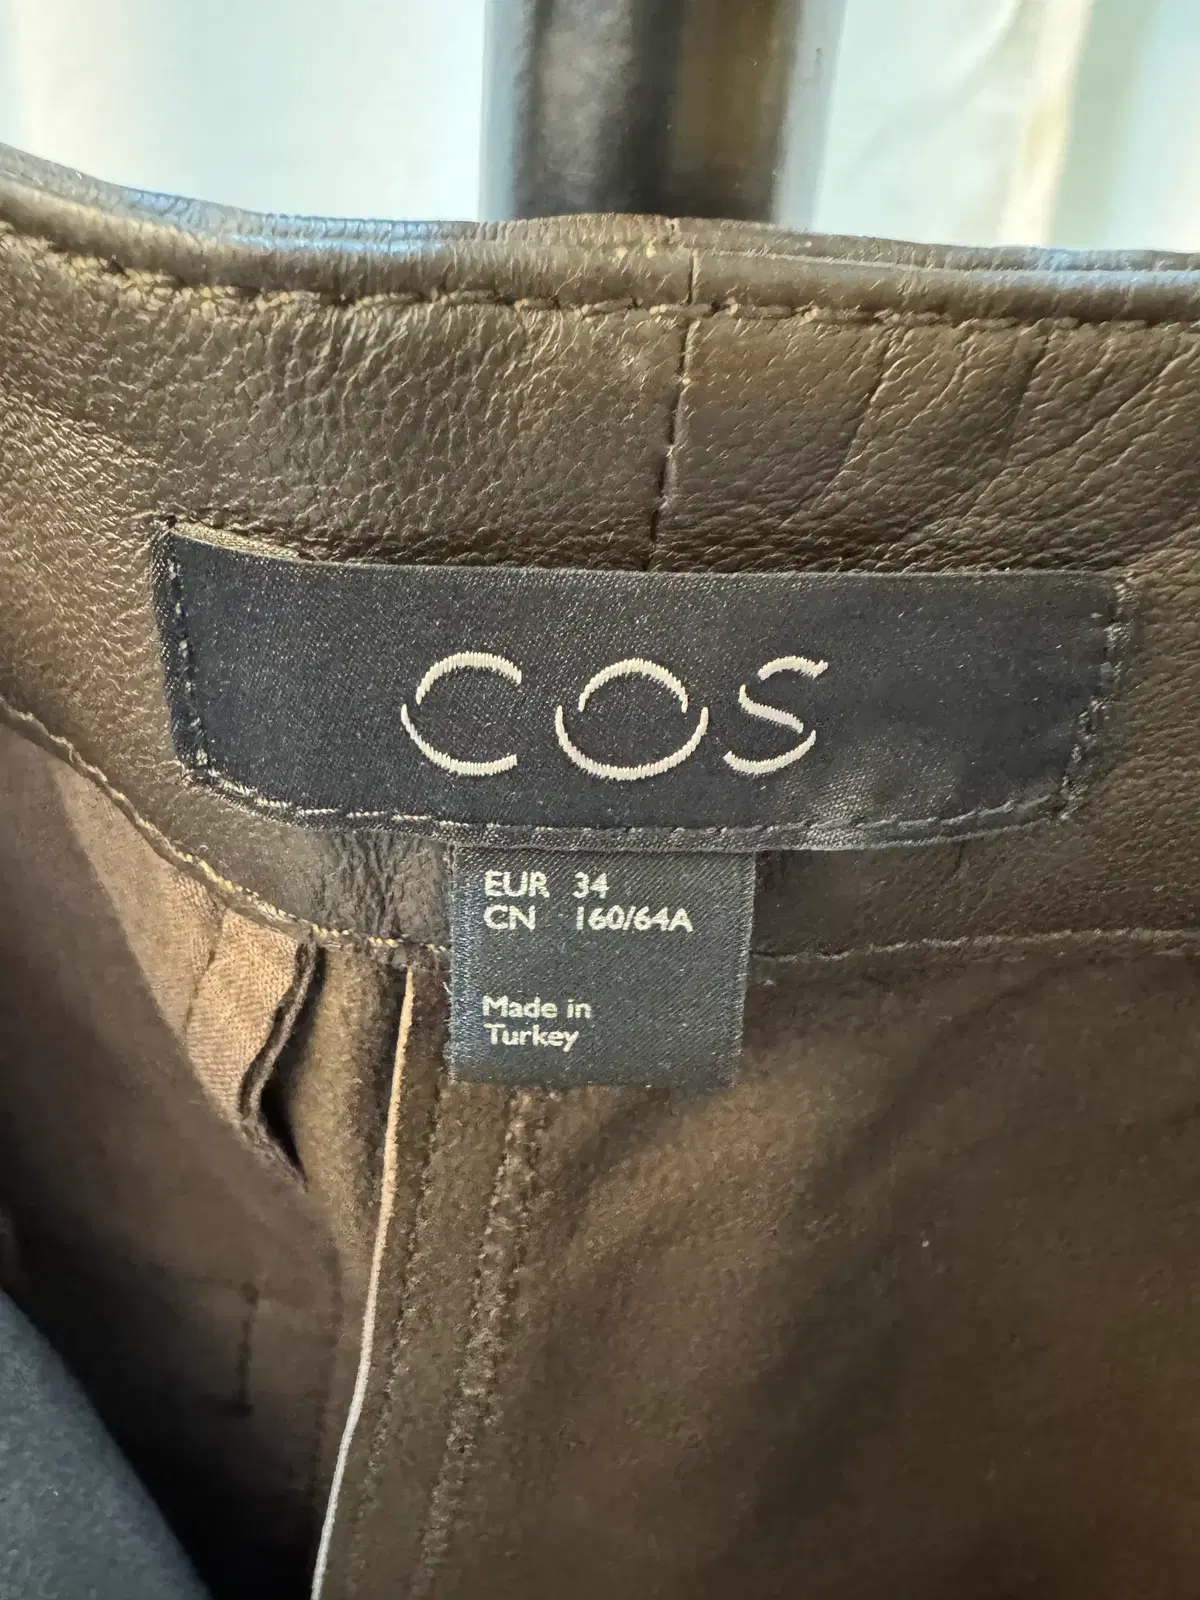 COS
EUR 34
CN 160/64A
Made in
Turkey